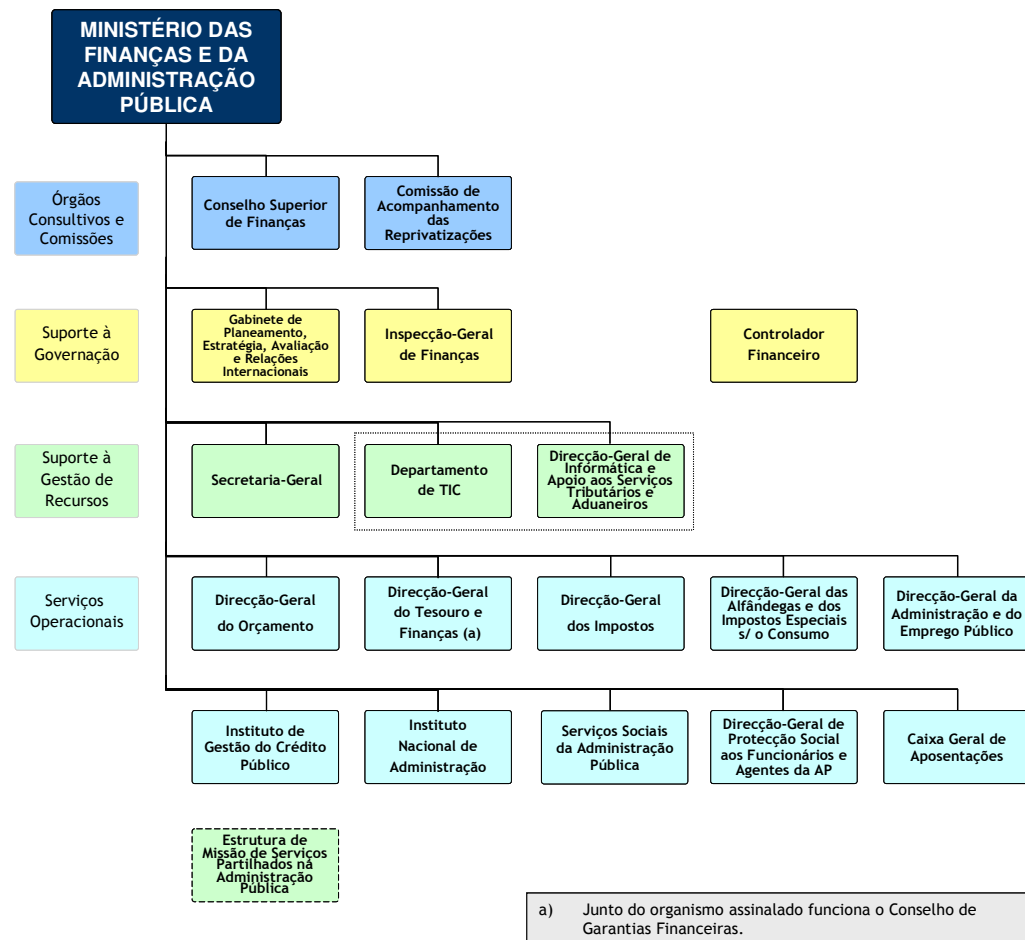 MINISTÉRIO DAS
FINANÇAS E DA
ADMINISTRAÇÃO
PÚBLICA
Órgãos
Consultivos e
Comissões
Conselho Superior
de Finanças
Comissão de
Acompanhamento
das
Reprivatizações
Suporte à
Governação
Gabinete de
Planeamento,
Estratégia, Avaliação
e Relações
Internacionais
Inspecção-Geral
de Finanças
Controlador
Financeiro
Suporte à
Gestão de
Recursos
Secretaria-Geral
Departamento
de TIC
Direcção-Geral de
Informática e
Apoio aos Serviços
Tributários e
Aduaneiros
Serviços
Operacionais
Direcção-Geral
do Orçamento
Direcção-Geral
do Tesouro e
Finanças (a)
Direcção-Geral
dos Impostos
Direcção-Geral das
Alfândegas e dos
Impostos Especiais
s/ o Consumo
Direcção-Geral da
Administração e do
Emprego Público
Instituto de
Gestão do Crédito
Público
Instituto
Nacional de
Administração
Serviços Sociais
da Administração
Pública
Direcção-Geral de
Protecção Social
aos Funcionários e
Agentes da AP
Caixa Geral de
Aposentações
Estrutura de
Missão de Serviços
Partilhados na
Administração
Pública
a) Junto do organismo assinalado funciona o Conselho de
Garantias Financeiras.